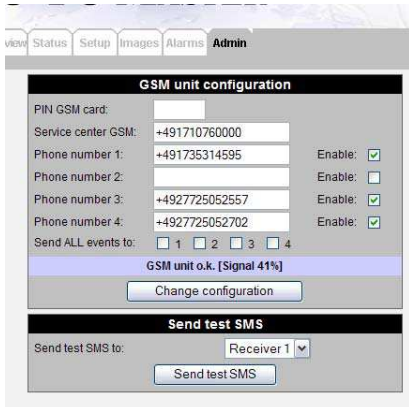 view Status Setup Images Alarms Admin
GSM unit configuration
PIN GSM card:
Service center GSM: +491710760000
Phone number 1: +491735314595 Enable:
Phone number 2: Enable:
Phone number 3: +4927725052557 Enable:
Phone number 4: +4927725052702 Enable:
Send ALL events to: 1 2 3 4
GSM unit o.k. [Signal 41%]
Change configuration
Send test SMS
Send test SMS to: Receiver 1
Send test SMS